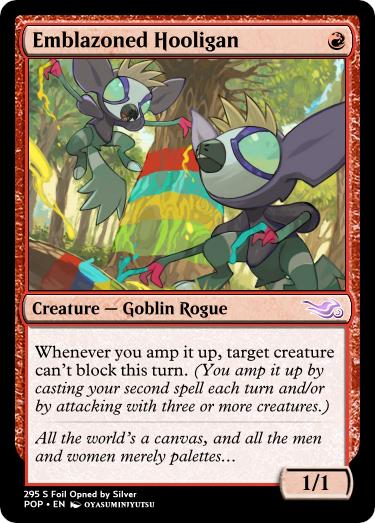 Emblazoned Hooligan
Creature — Goblin Rogue
Whenever you amp it up, target creature
can't block this turn. (You amp it up by
casting your second spell each turn and/or
by attacking with three or more creatures.)
All the world's a canvas, and all the men
and women merely palettes…
1/1
295 S Foil Opned by Silver
POP • EN OYASUMINJYUTSU